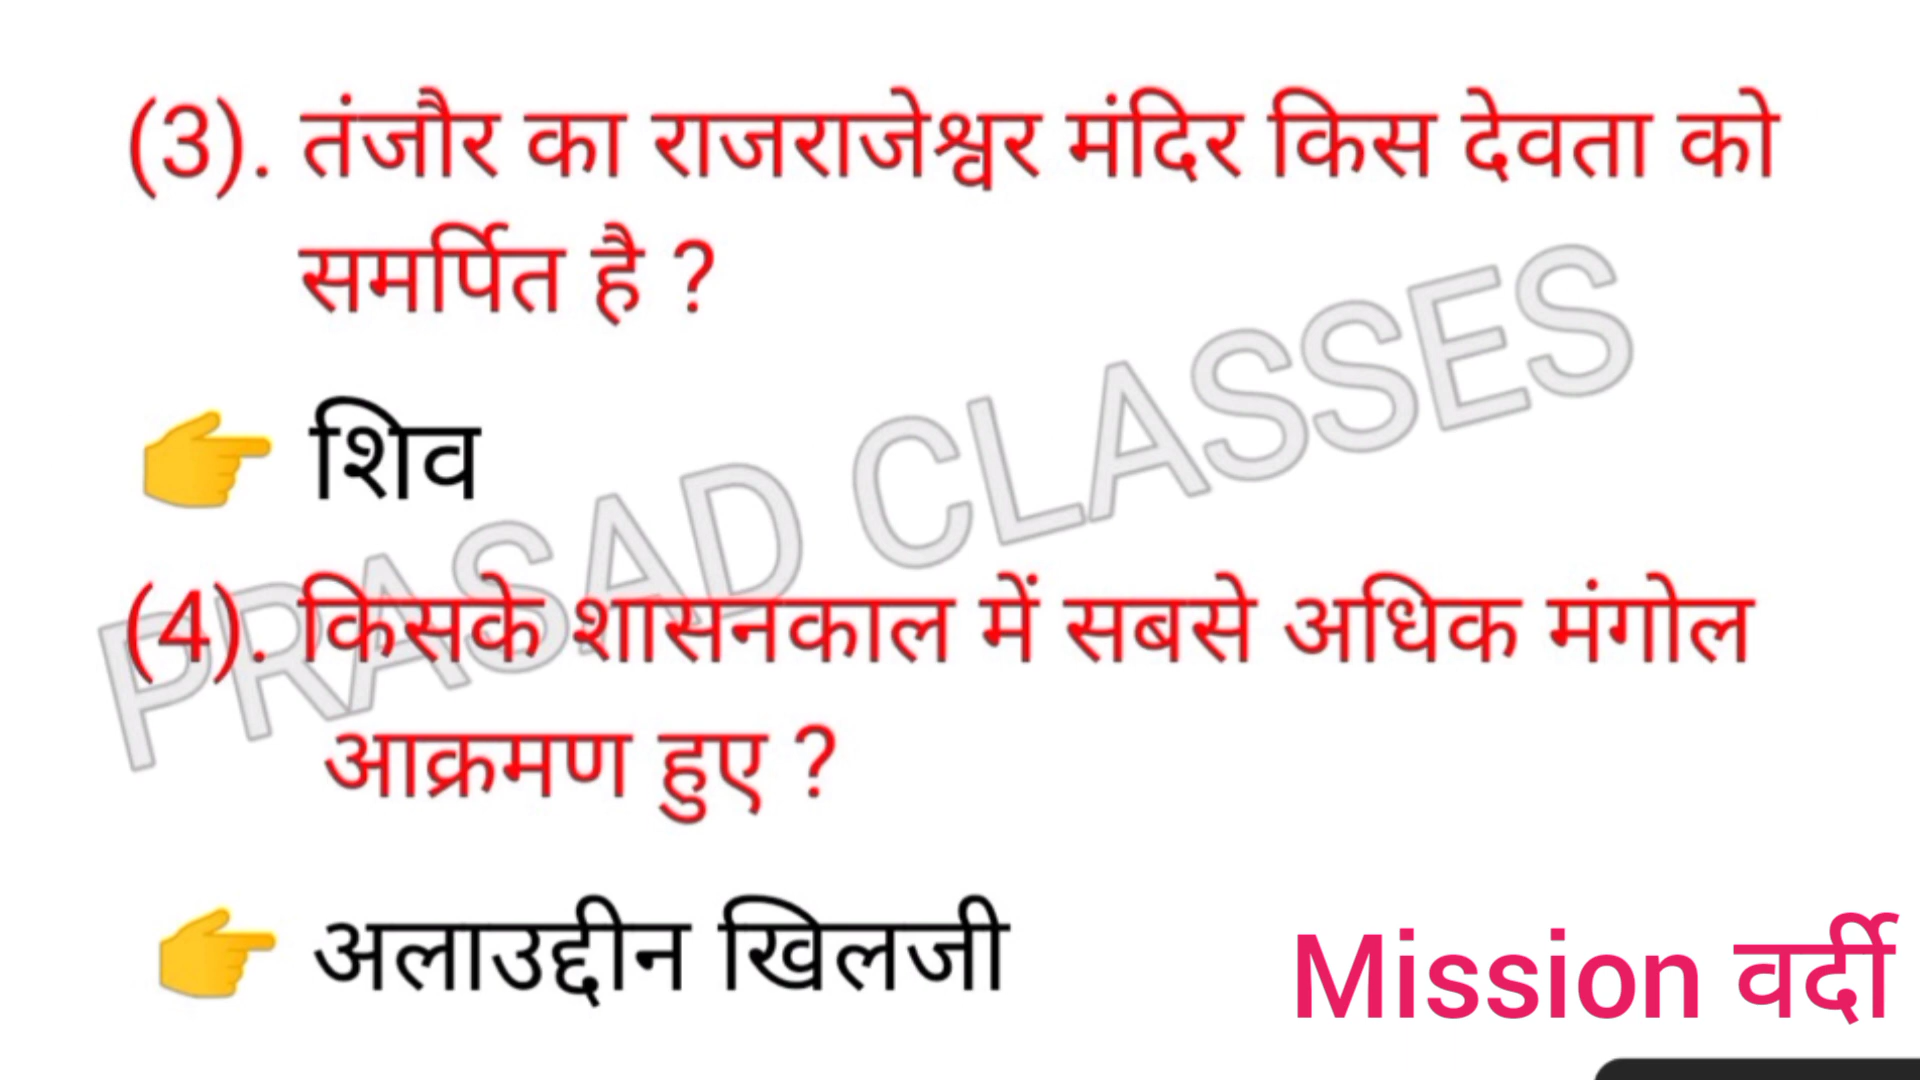 (3). तंजौर का राजराजेश्वर मंदिर किस देवता को
समर्पित है ?
👉 शिव
PRASAD CLASSES
(4). किसके शासनकाल में सबसे अधिक मंगोल
आक्रमण हुए ?
👉 अलाउद्दीन खिलजी
Mission वर्दी